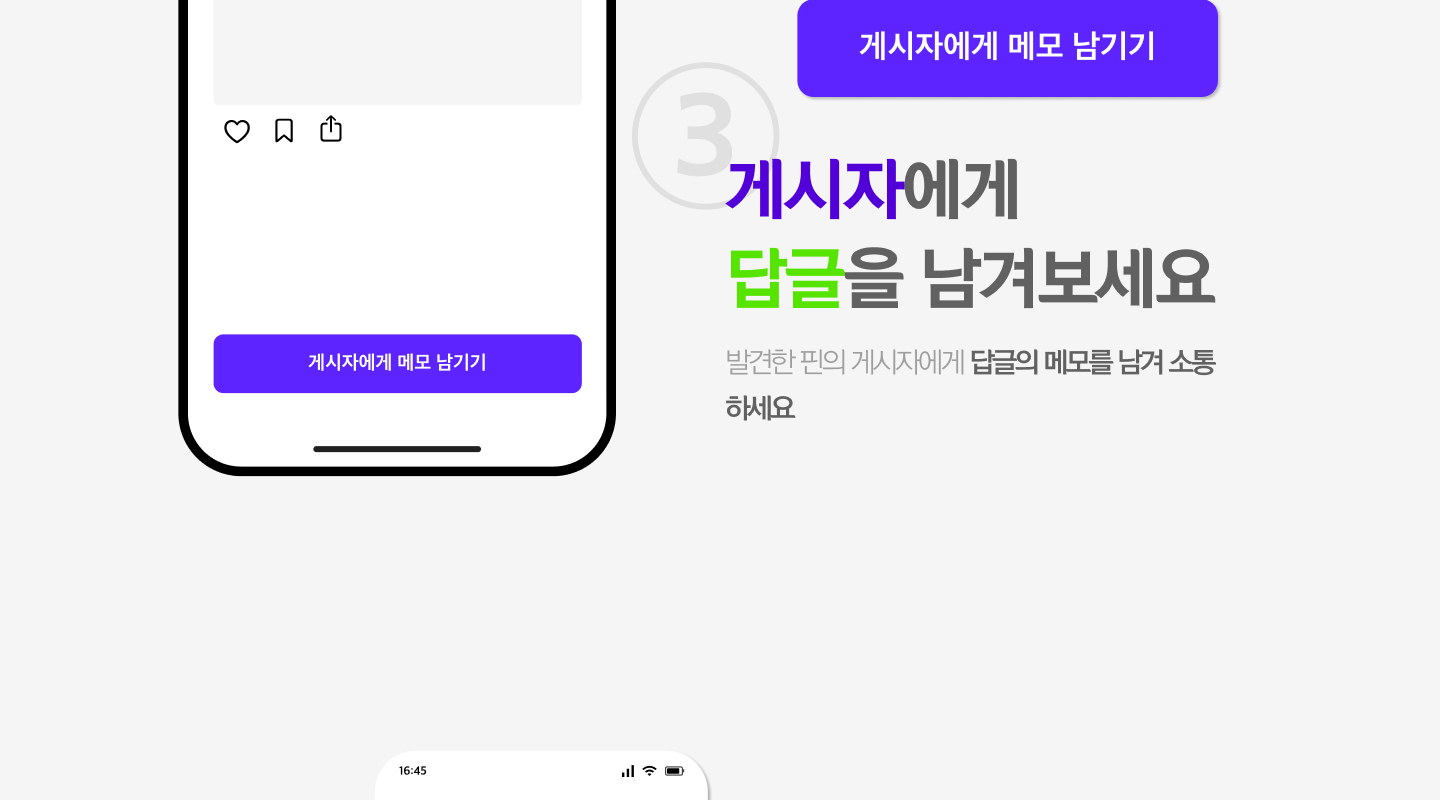 게시자에게 메모 남기기
③
게시자에게
답글을 남겨보세요
발견한 핀의 게시자에게 답글의 메모를 남겨 소통
하세요
게시자에게 메모 남기기
16:45